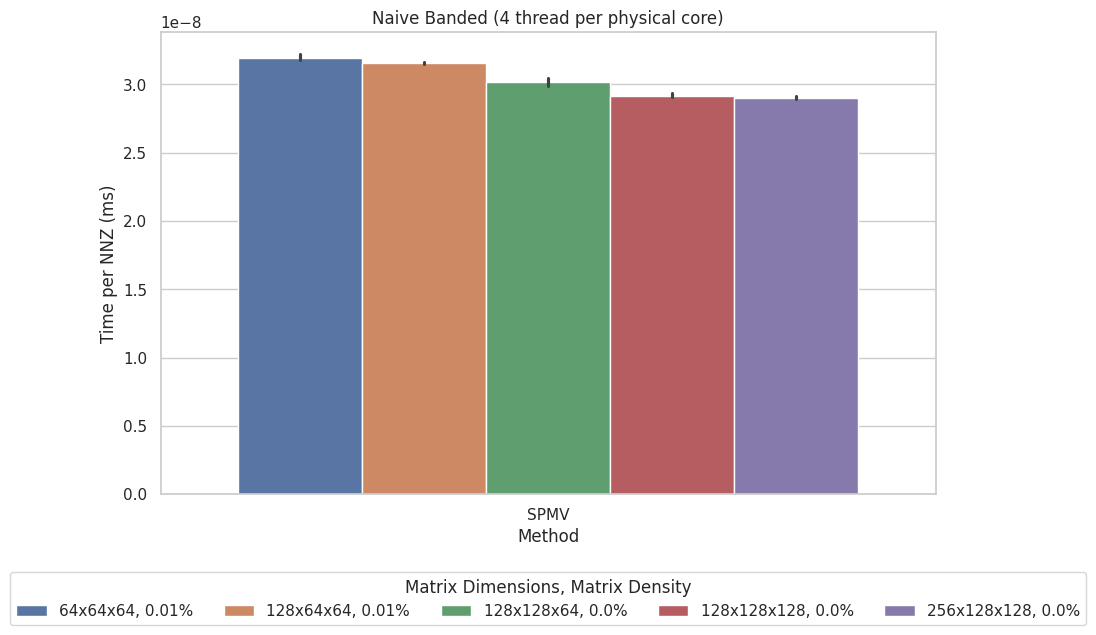 Naive Banded (4 thread per physical core)
1e−8
3.0
2.5
2.0
1.5
1.0
0.5
0.0
Time per NNZ (ms)
SPMV
Method
Matrix Dimensions, Matrix Density
64x64x64, 0.01% 128x64x64, 0.01% 128x128x64, 0.0% 128x128x128, 0.0% 256x128x128, 0.0%